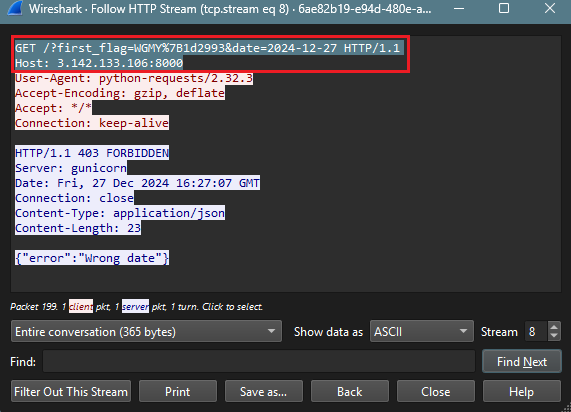 Wireshark · Follow HTTP Stream (tcp.stream eq 8) · 6ae82b19-e94d-480e-a...
GET /?first_flag=WGMY%7B1d2993&date=2024-12-27 HTTP/1.1
Host: 3.142.133.106:8000
User-Agent: python-requests/2.32.3
Accept-Encoding: gzip, deflate
Accept: */*
Connection: keep-alive
HTTP/1.1 403 FORBIDDEN
Server: gunicorn
Date: Fri, 27 Dec 2024 16:27:07 GMT
Connection: close
Content-Type: application/json
Content-Length: 23
{"error":"Wrong date"}
Packet 199. 1 client pkt, 1 server pkt, 1 turn. Click to select.
Entire conversation (365 bytes) Show data as ASCII Stream 8
Find: Find Next
Filter Out This Stream Print Save as... Back Close Help